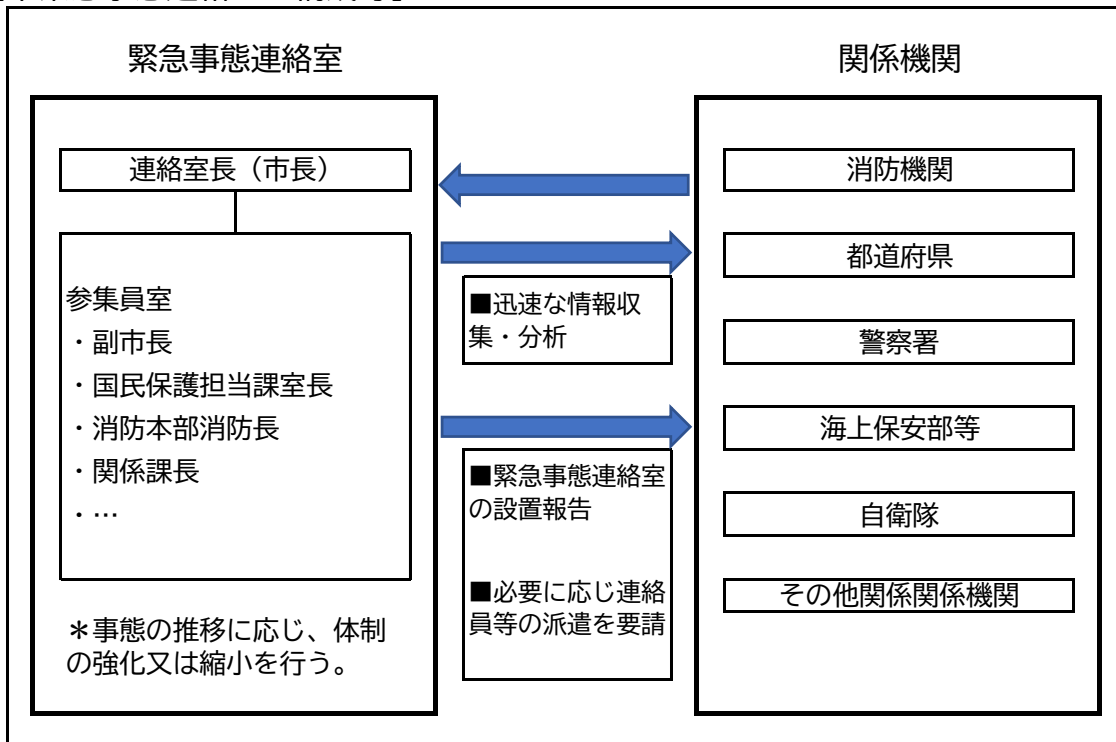 緊急事態連絡室
関係機関
連絡室長（市長）
参集員室
・副市長
・国民保護担当課室長
・消防本部消防長
・関係課長
・…
＊事態の推移に応じ、体制
の強化又は縮小を行う。
■迅速な情報収
集・分析
■緊急事態連絡室
の設置報告
■必要に応じ連絡
員等の派遣を要請
消防機関
都道府県
警察署
海上保安部等
自衛隊
その他関係関係機関